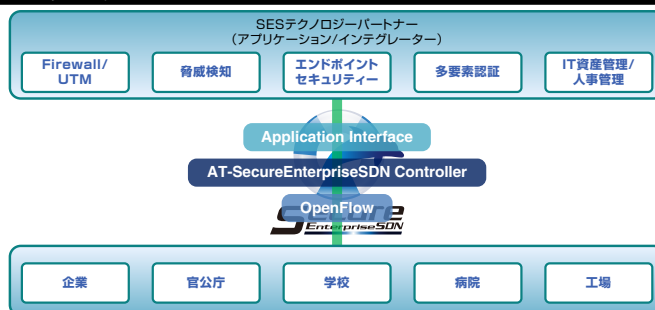 SESテクノロジーパートナー
（アプリケーション/インテグレーター）
Firewall/
UTM
脅威検知
エンドポイント
セキュリティー
多要素認証
IT資産管理/
人事管理
Application Interface
AT-SecureEnterpriseSDN Controller
OpenFlow
Secure
EnterpriseSDN
企業
官公庁
学校
病院
工場